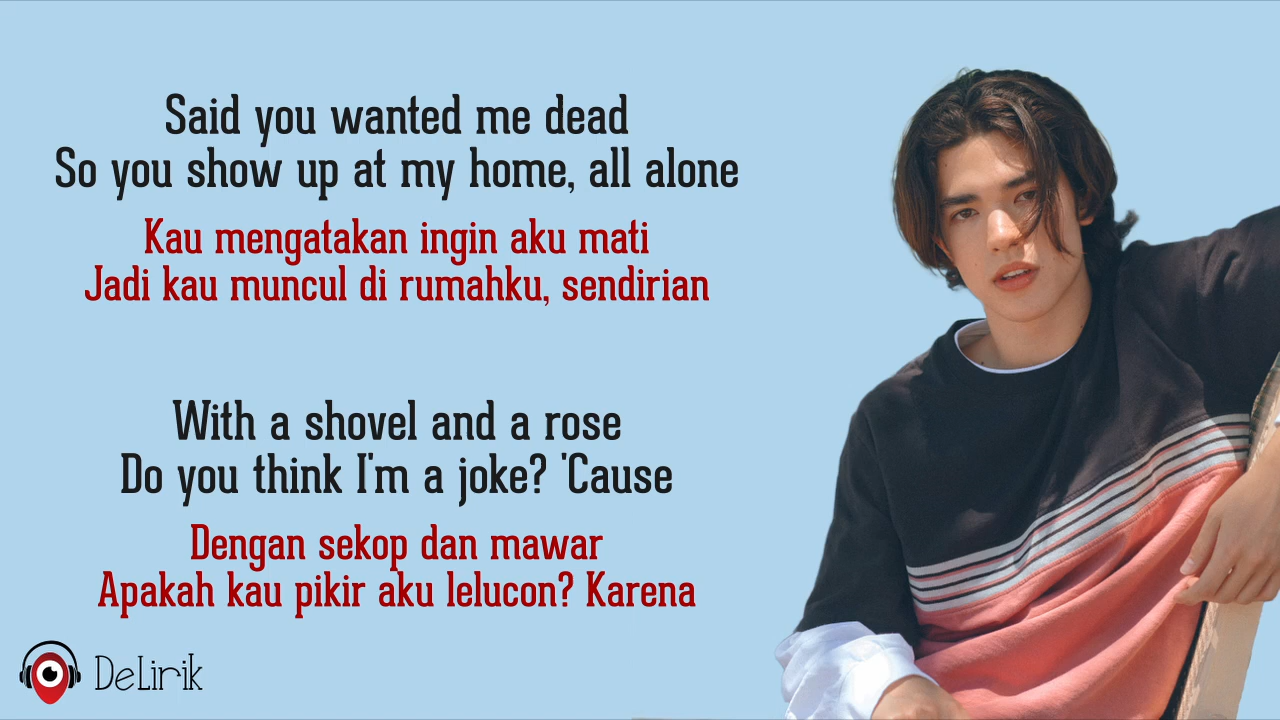 Said you wanted me dead
So you show up at my home, all alone
Kau mengatakan ingin aku mati
Jadi kau muncul di rumahku, sendirian
With a shovel and a rose
Do you think I'm a joke? 'Cause
Dengan sekop dan mawar
Apakah kau pikir aku lelucon? Karena
DeLirik